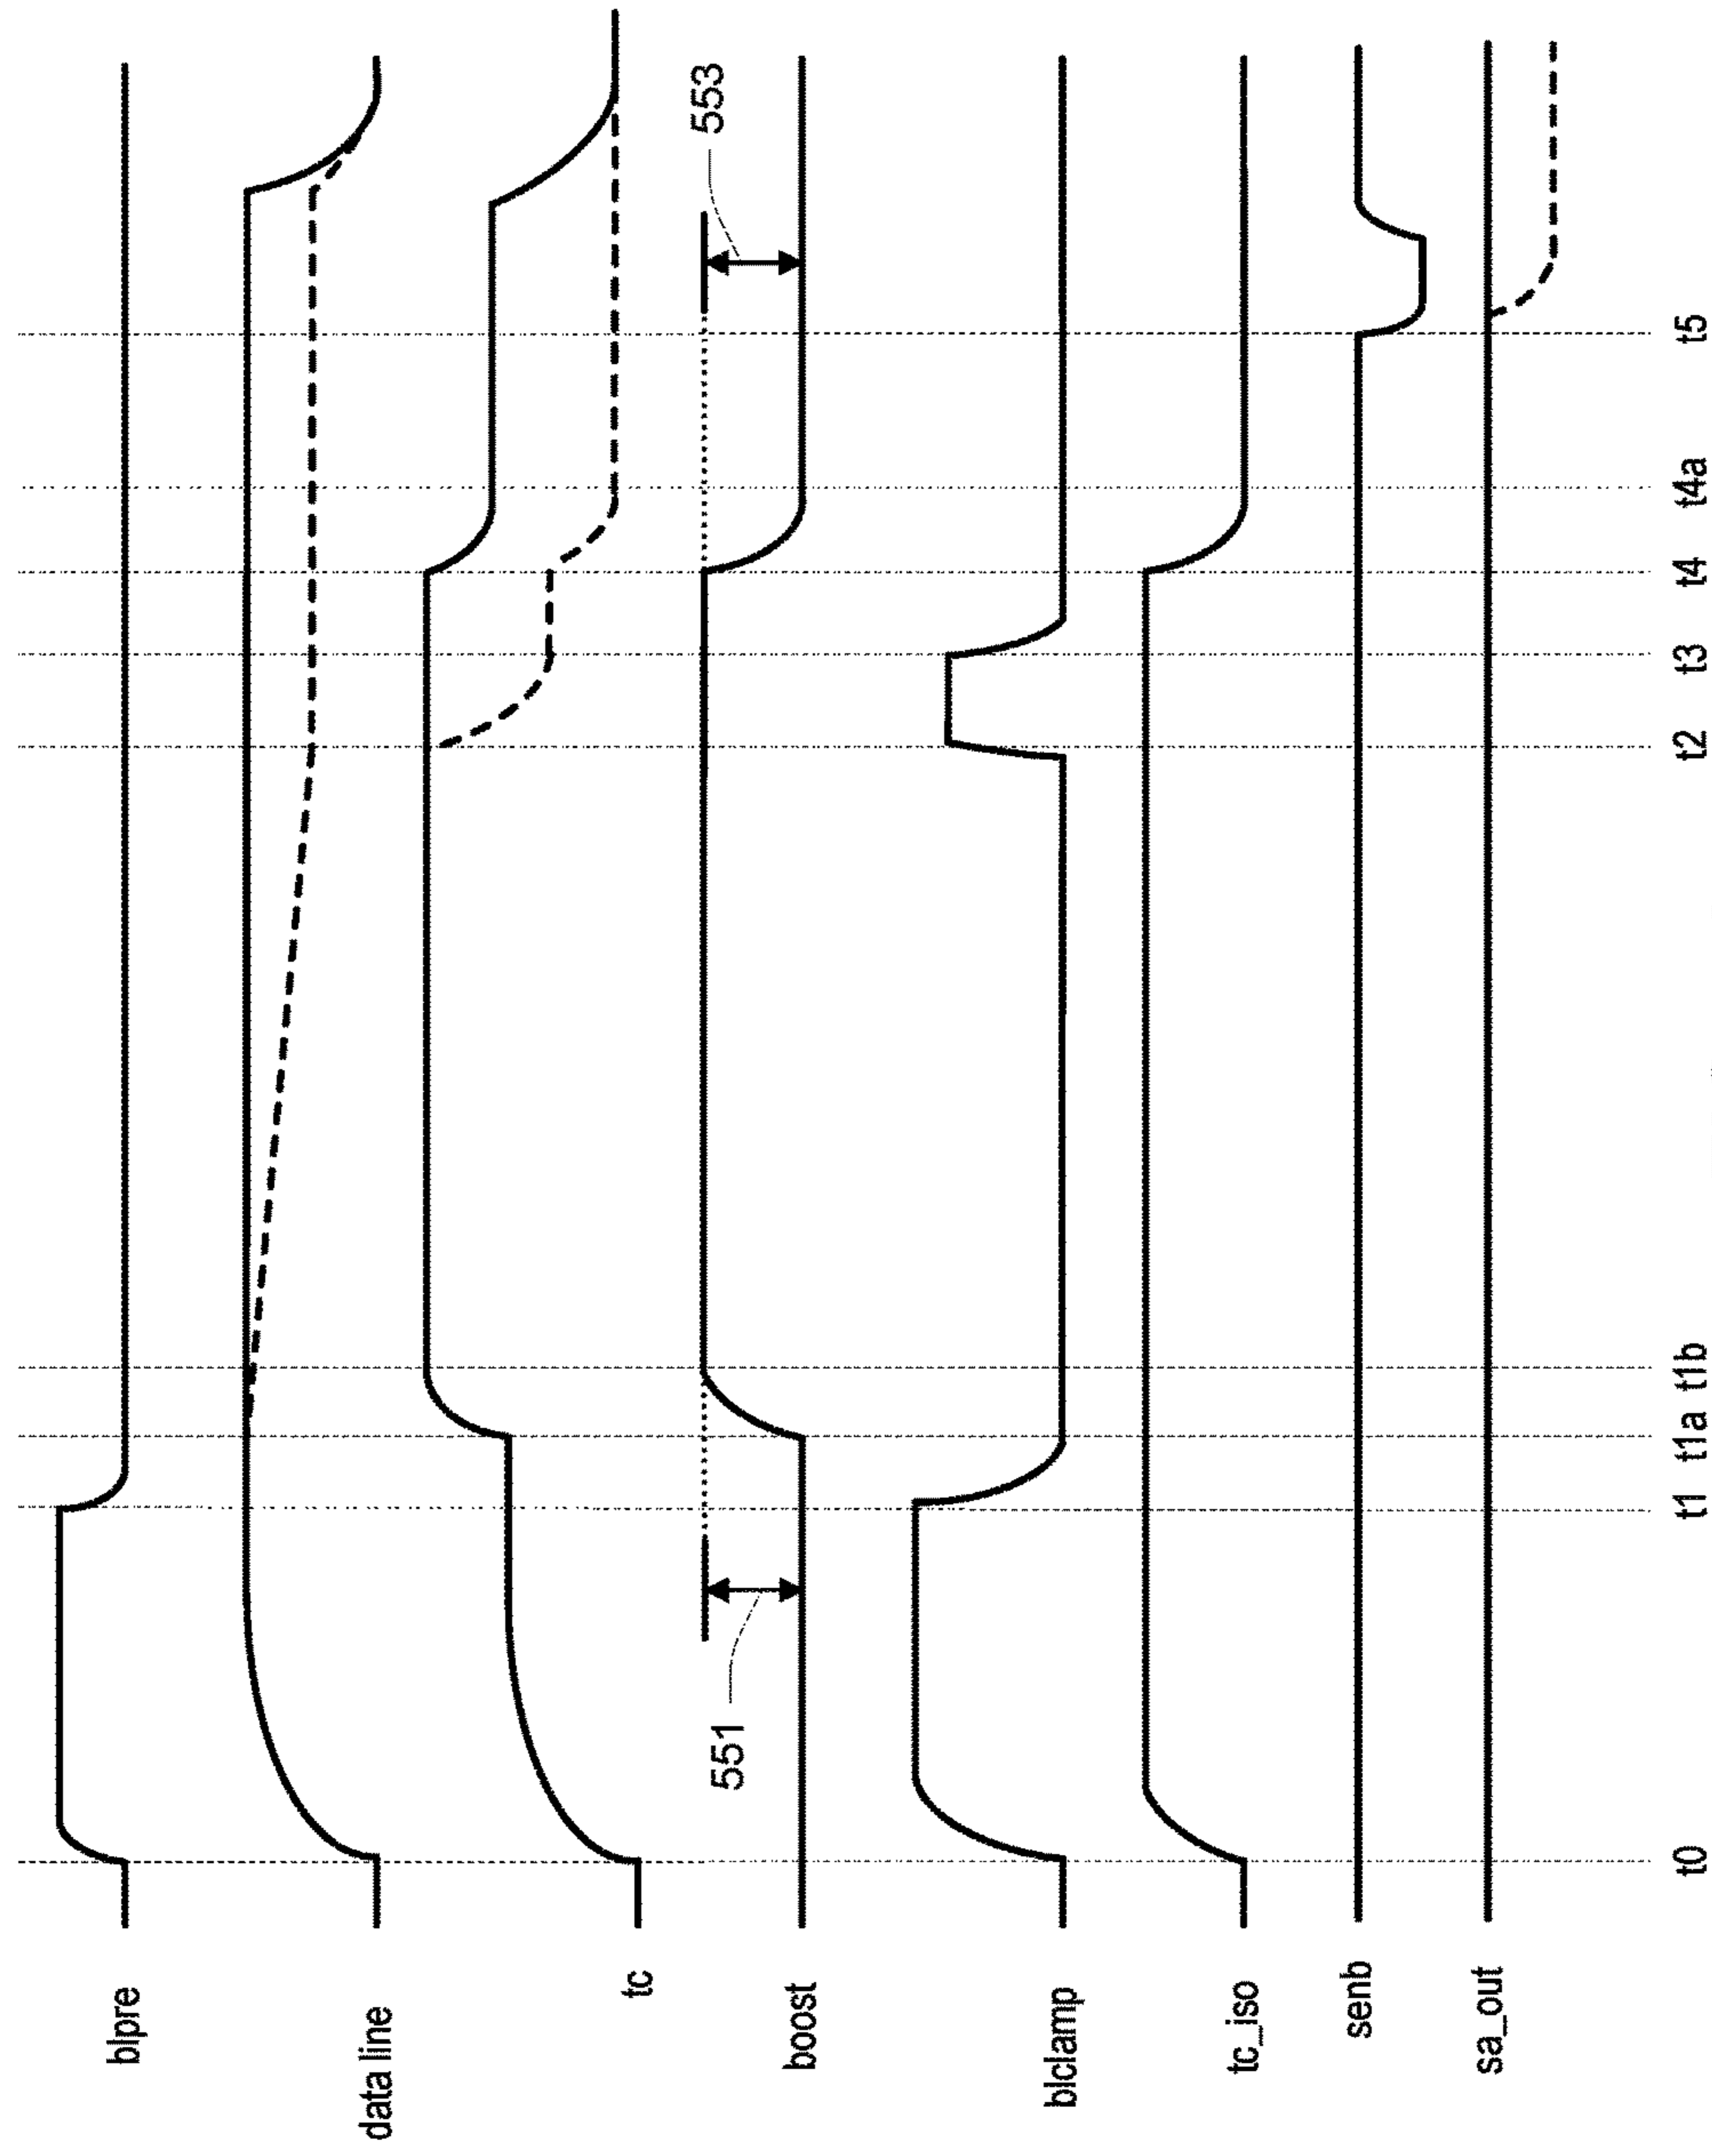 blpre
data line
tc
boost
blclamp
tc_iso
senb
sa_out
551
553
t0
t1
t1a
t1b
t2
t3
t4
t4a
t5